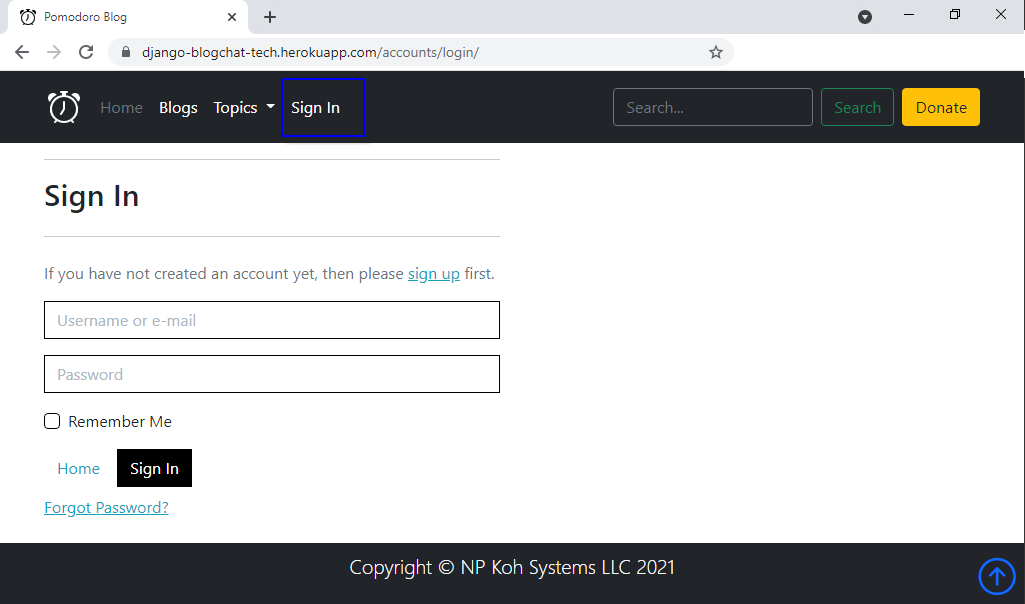 Pomodoro Blog
django-blogchat-tech.herokuapp.com/accounts/login/
Home Blogs Topics Sign In Search... Search Donate
Sign In
If you have not created an account yet, then please sign up first.
Username or e-mail
Password
Remember Me
Home Sign In
Forgot Password?
Copyright © NP Koh Systems LLC 2021